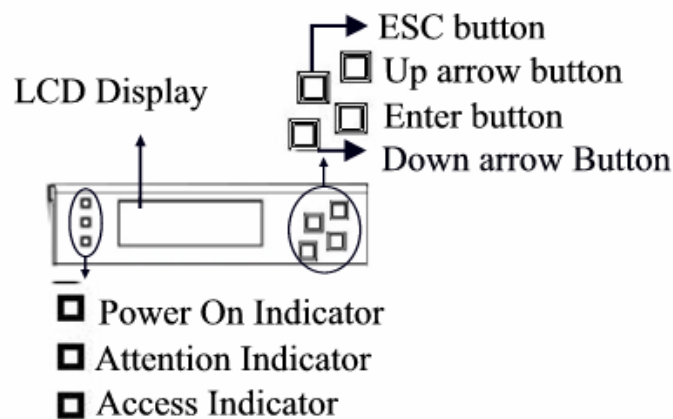 ESC button
Up arrow button
LCD Display
Enter button
Down arrow Button
Power On Indicator
Attention Indicator
Access Indicator